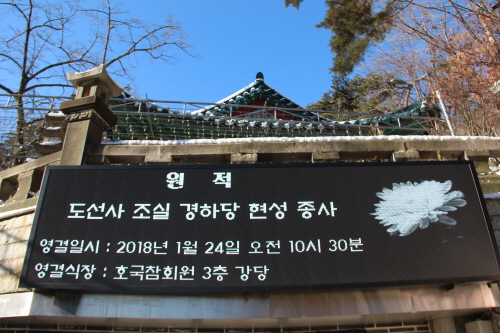 원 적
도선사 조실 경하당 현성 종사
영결일시 : 2018년 1월 24일 오전 10시 30분
영결식장 : 호국참회원 3층 강당